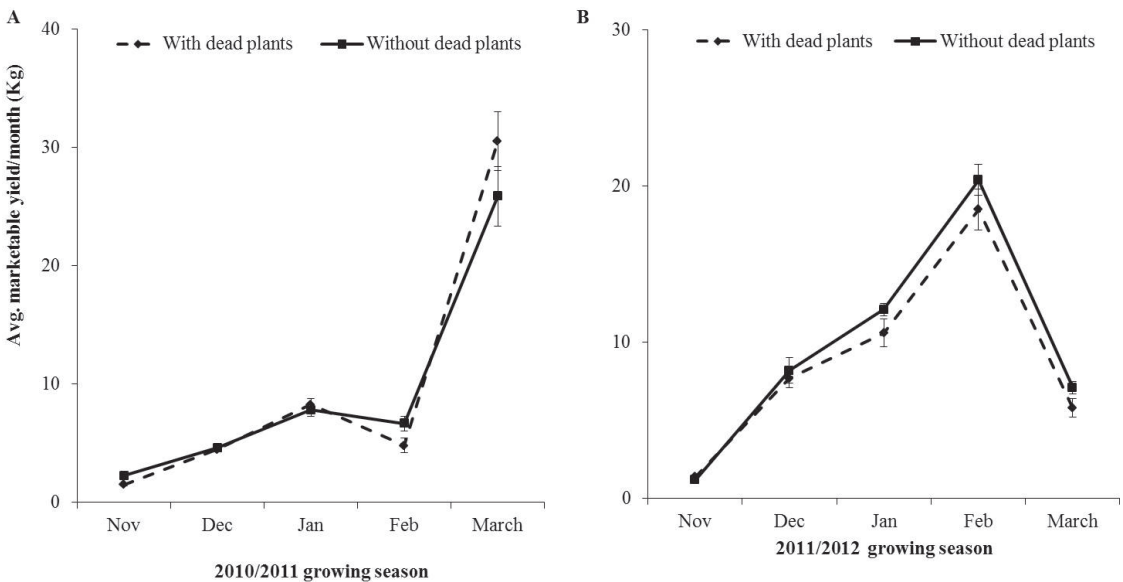 A
With dead plants
Without dead plants
Avg. marketable yield/month (Kg)
40
30
20
10
0
Nov
Dec
Jan
Feb
March
2010/2011 growing season
B
With dead plants
Without dead plants
30
20
10
0
Nov
Dec
Jan
Feb
March
2011/2012 growing season